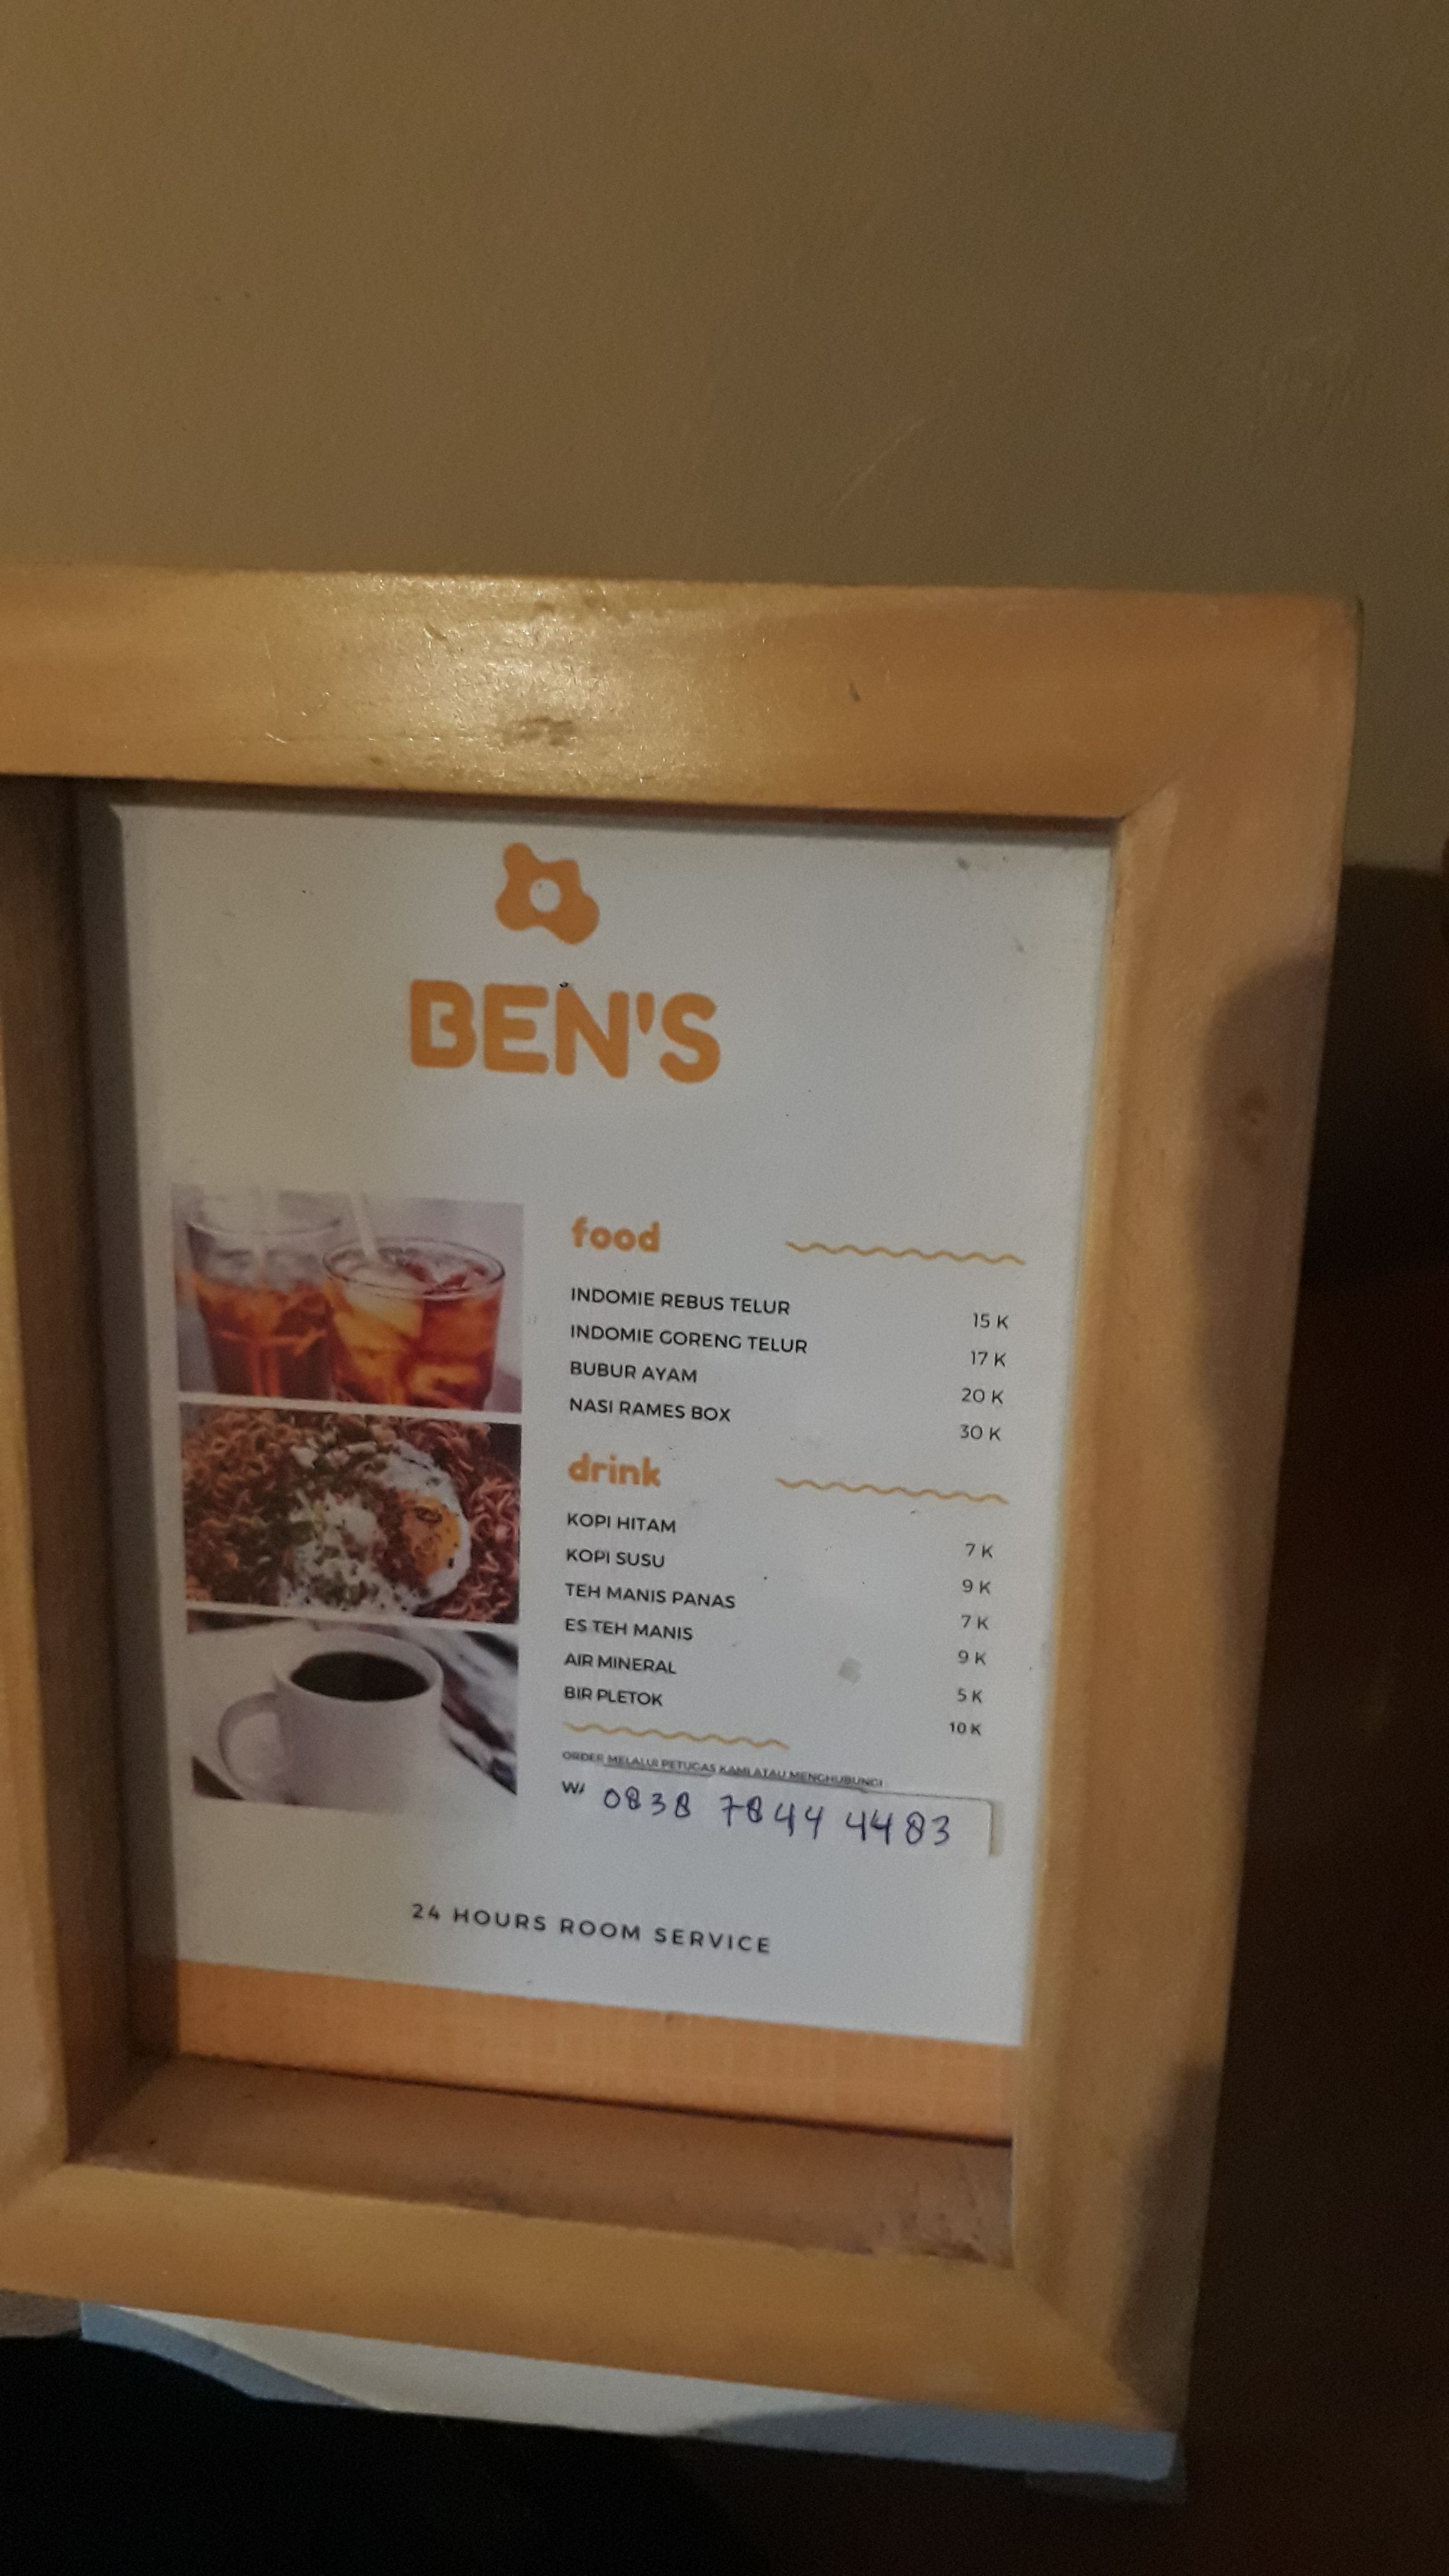 BEN'S
food
INDOMIE REBUS TELUR 15 K
INDOMIE GORENG TELUR 17 K
BUBUR AYAM 20 K
NASI RAMES BOX 30 K
drink
KOPI HITAM 7 K
KOPI SUSU 9 K
TEH MANIS PANAS 7 K
ES TEH MANIS 9 K
AIR MINERAL 5 K
BIR PLETOK 10 K
ORDER MELALUI PETUGAS KAMI ATAU MENGHUBUNGI
0838 7844 4483
24 HOURS ROOM SERVICE